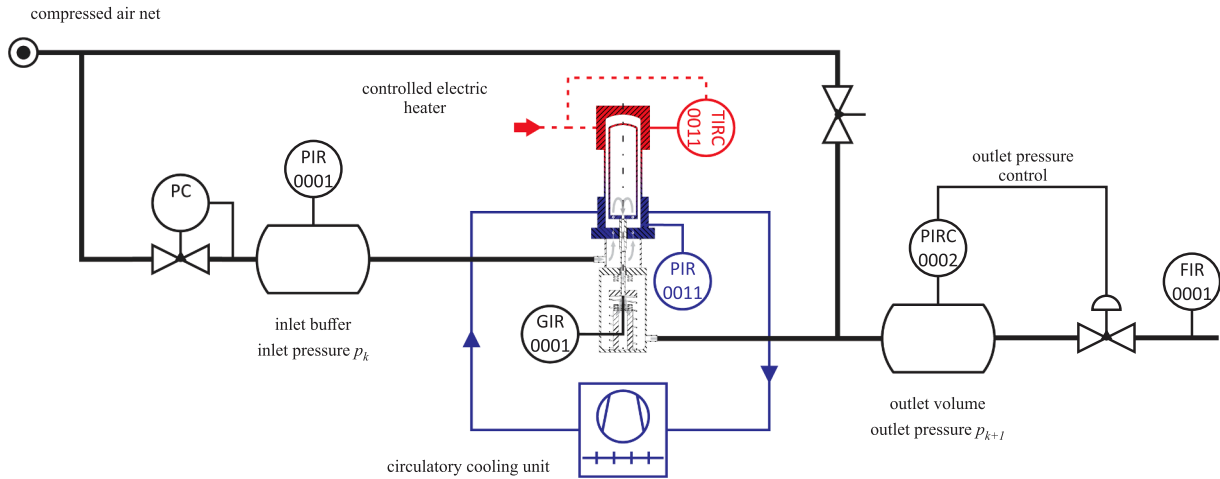 compressed air net
controlled electric
heater
TIRC
0011
PIR
0001
PC
outlet pressure
control
PIRC
0002
FIR
0001
PIR
0011
GIR
0001
inlet buffer
inlet pressure pk
outlet volume
outlet pressure pk+1
circulatory cooling unit